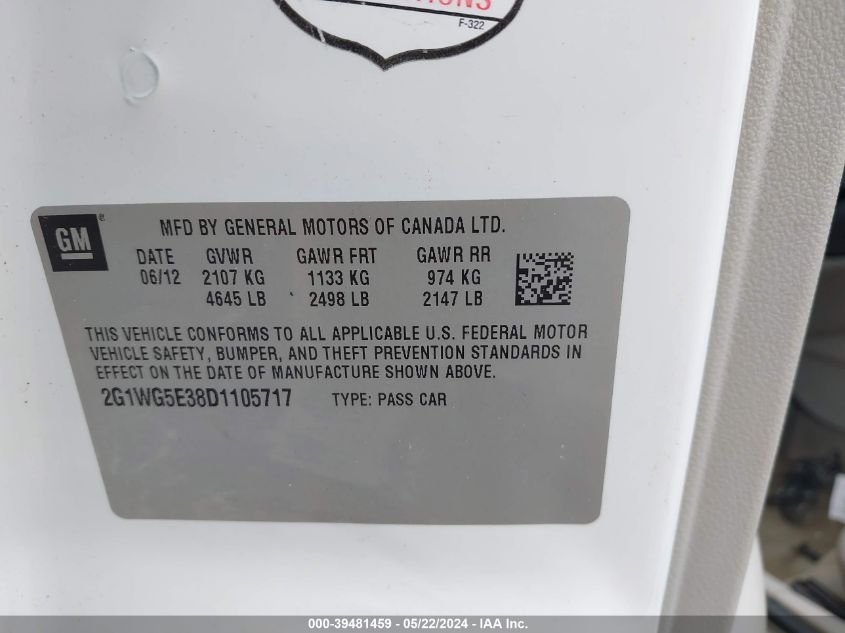 F-322
GM
MFD BY GENERAL MOTORS OF CANADA LTD.
DATE GVWR GAWR FRT GAWR RR
06/12 2107 KG 1133 KG 974 KG
4645 LB 2498 LB 2147 LB
THIS VEHICLE CONFORMS TO ALL APPLICABLE U.S. FEDERAL MOTOR
VEHICLE SAFETY, BUMPER, AND THEFT PREVENTION STANDARDS IN
EFFECT ON THE DATE OF MANUFACTURE SHOWN ABOVE.
2G1WG5E38D1105717 TYPE: PASS CAR
000-39481459 - 05/22/2024 - IAA Inc.